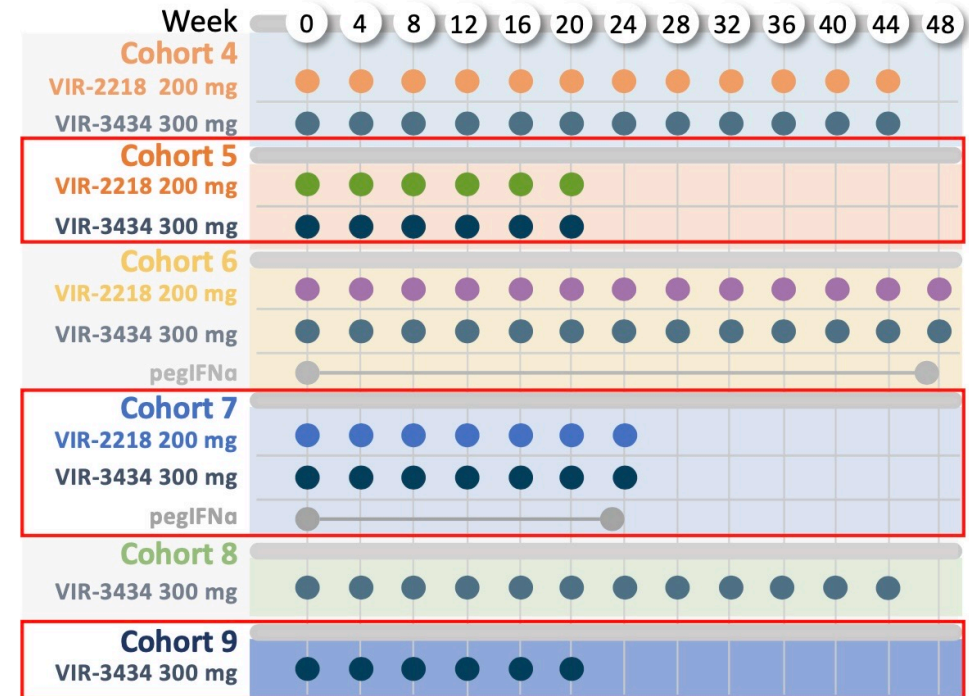 Week 0 4 8 12 16 20 24 28 32 36 40 44 48
Cohort 4
VIR-2218 200 mg
VIR-3434 300 mg
Cohort 5
VIR-2218 200 mg
VIR-3434 300 mg
Cohort 6
VIR-2218 200 mg
VIR-3434 300 mg
pegIFNα
Cohort 7
VIR-2218 200 mg
VIR-3434 300 mg
pegIFNα
Cohort 8
VIR-3434 300 mg
Cohort 9
VIR-3434 300 mg